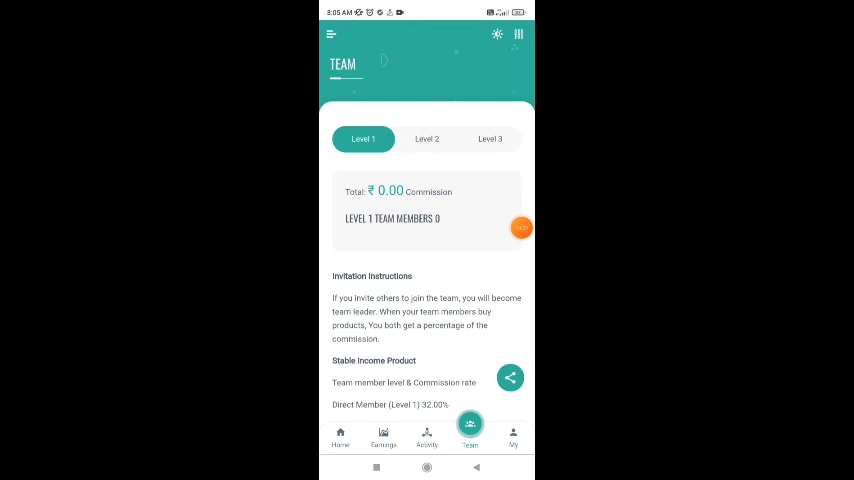 8:05 AM
TEAM
Level 1
Level 2
Level 3
Total: ₹ 0.00 Commission
LEVEL 1 TEAM MEMBERS 0
Invitation Instructions
If you invite others to join the team, you will become
team leader. When your team members buy
products, You both get a percentage of the
commission.
Stable Income Product
Team member level & Commission rate
Direct Member (Level 1) 32.00%
Home
Earnings
Activity
Team
My